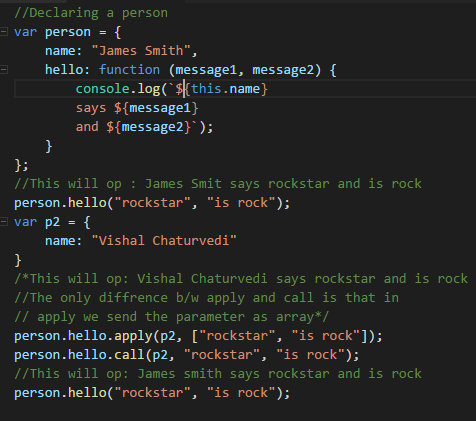 //Declaring a person
var person = {
name: "James Smith",
hello: function (message1, message2) {
console.log(`${this.name}
says ${message1}
and ${message2}`);
}
};
//This will op : James Smit says rockstar and is rock
person.hello("rockstar", "is rock");
var p2 = {
name: "Vishal Chaturvedi"
}
/*This will op: Vishal Chaturvedi says rockstar and is rock
//The only diffrence b/w apply and call is that in
// apply we send the parameter as array*/
person.hello.apply(p2, ["rockstar", "is rock"]);
person.hello.call(p2, "rockstar", "is rock");
//This will op: James smith says rockstar and is rock
person.hello("rockstar", "is rock");